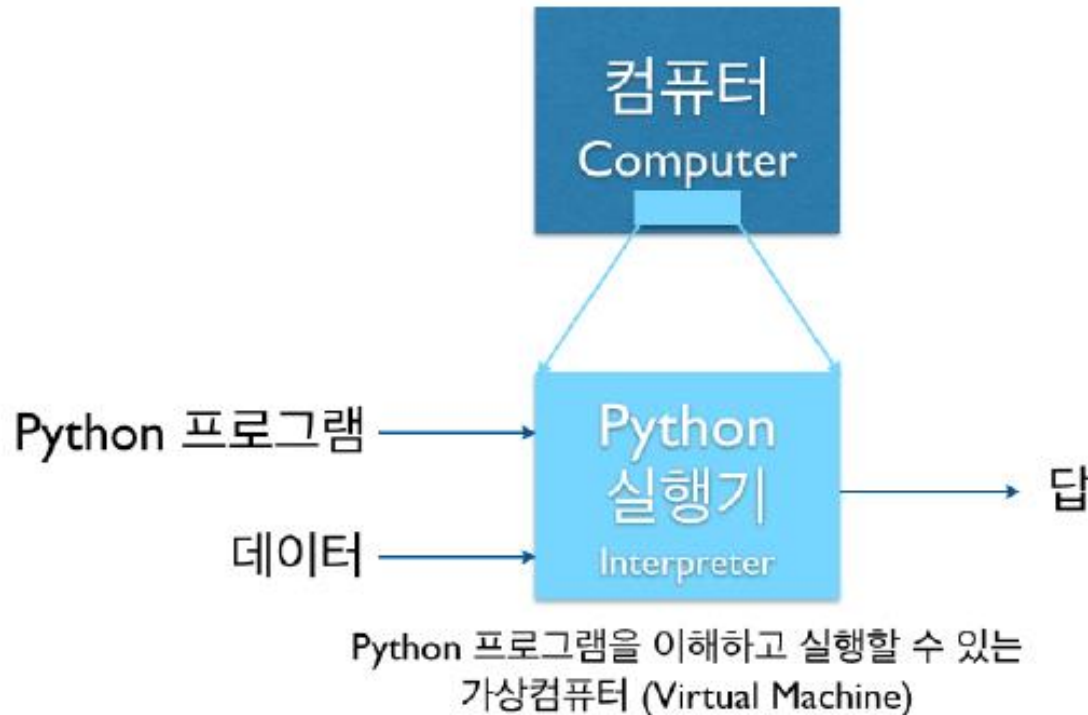 컴퓨터
Computer
Python 프로그램
데이터
Python
실행기
Interpreter
답
Python 프로그램을 이해하고 실행할 수 있는
가상컴퓨터 (Virtual Machine)